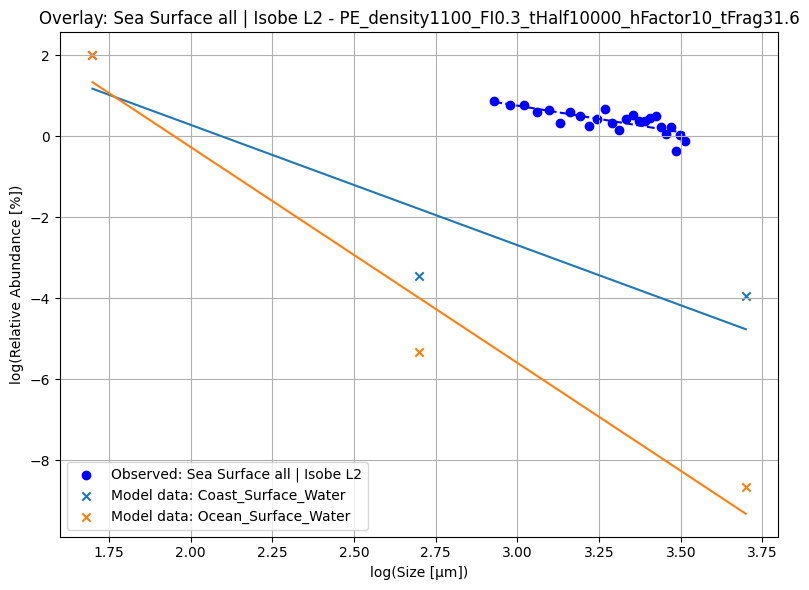 Overlay: Sea Surface all | Isobe L2 - PE_density1100_FI0.3_tHalf10000_hFactor10_tFrag31.6
log(Relative Abundance [%])
2
0
−2
−4
−6
−8
Observed: Sea Surface all | Isobe L2
Model data: Coast_Surface_Water
Model data: Ocean_Surface_Water
1.75
2.00
2.25
2.50
2.75
3.00
3.25
3.50
3.75
log(Size [μm])